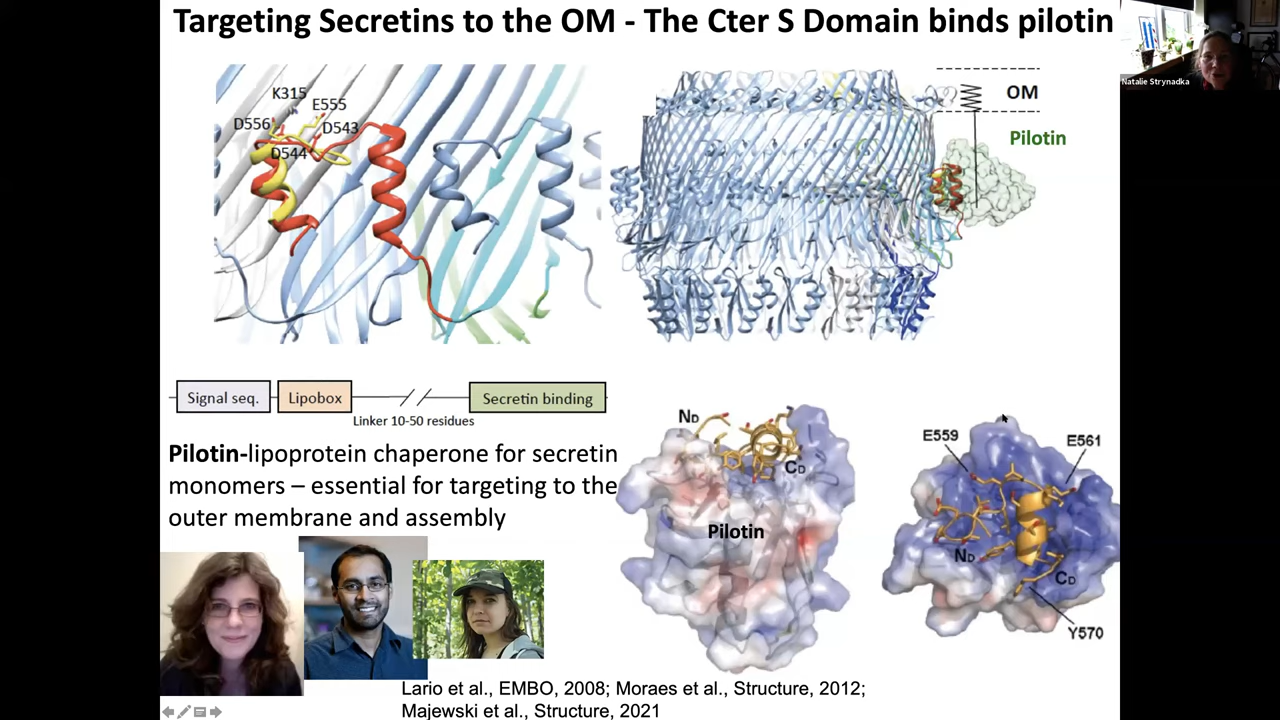 Targeting Secretins to the OM - The Cter S Domain binds pilotin
Natalie Strynadka
K315
E555
D556
D543
D544
OM
Pilotin
Signal seq.
Lipobox
Secretin binding
Linker 10-50 residues
Pilotin-lipoprotein chaperone for secretin
monomers – essential for targeting to the
outer membrane and assembly
ND
CD
Pilotin
E559
E561
ND
CD
Y570
Lario et al., EMBO, 2008; Moraes et al., Structure, 2012;
Majewski et al., Structure, 2021